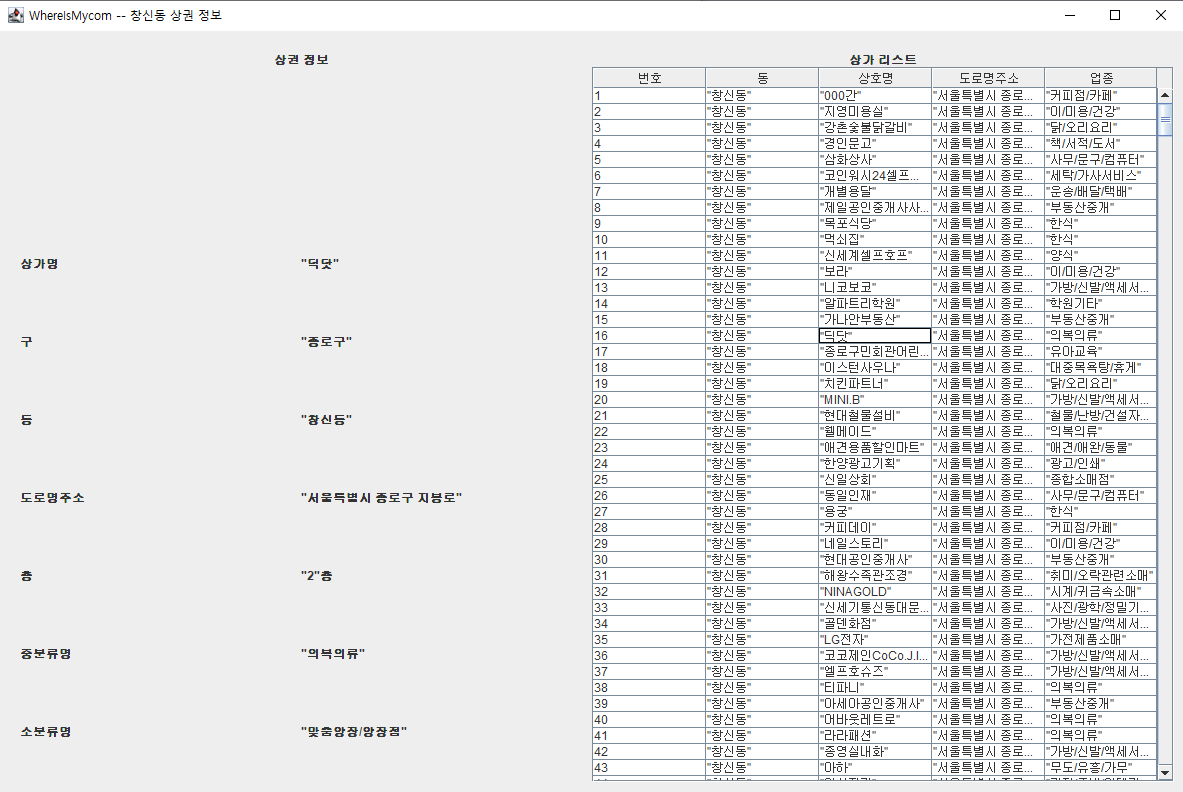 WhereIsMycom -- 창신동 상권 정보
상권 정보
상가명 "딕닷"
구 "종로구"
동 "창신동"
도로명주소 "서울특별시 종로구 지봉로"
층 "2"층
중분류명 "의복의류"
소분류명 "맞춤양장/양장점"
상가 리스트
번호 동 상호명 도로명주소 업종
1 "창신동" "000간" "서울특별시 종로... "커피점/카페"
2 "창신동" "지영미용실" "서울특별시 종로... "이/미용/건강"
3 "창신동" "강촌숯불닭갈비" "서울특별시 종로... "닭/오리요리"
4 "창신동" "경인문고" "서울특별시 종로... "책/서적/도서"
5 "창신동" "삼화상사" "서울특별시 종로... "사무/문구/컴퓨터"
6 "창신동" "코인워시24셀프... "서울특별시 종로... "세탁/가사서비스"
7 "창신동" "개별용달" "서울특별시 종로... "운송/배달/택배"
8 "창신동" "제일공인중개사사... "서울특별시 종로... "부동산중개"
9 "창신동" "목포식당" "서울특별시 종로... "한식"
10 "창신동" "먹쇠집" "서울특별시 종로... "한식"
11 "창신동" "신세계셀프호프" "서울특별시 종로... "양식"
12 "창신동" "보라" "서울특별시 종로... "이/미용/건강"
13 "창신동" "니코보코" "서울특별시 종로... "가방/신발/액세서...
14 "창신동" "알파트리학원" "서울특별시 종로... "학원기타"
15 "창신동" "가나안부동산" "서울특별시 종로... "부동산중개"
16 "창신동" "딕닷" "서울특별시 종로... "의복의류"
17 "창신동" "종로구민회관어린... "서울특별시 종로... "유아교육"
18 "창신동" "이스턴사우나" "서울특별시 종로... "대중목욕탕/휴게"
19 "창신동" "치킨파트너" "서울특별시 종로... "닭/오리요리"
20 "창신동" "MINI.B" "서울특별시 종로... "가방/신발/액세서...
21 "창신동" "현대철물설비" "서울특별시 종로... "철물/난방/건설자...
22 "창신동" "웰메이드" "서울특별시 종로... "의복의류"
23 "창신동" "애견용품할인마트" "서울특별시 종로... "애견/애완/동물"
24 "창신동" "한양광고기획" "서울특별시 종로... "광고/인쇄"
25 "창신동" "신일상회" "서울특별시 종로... "종합소매점"
26 "창신동" "동일인재" "서울특별시 종로... "사무/문구/컴퓨터"
27 "창신동" "용궁" "서울특별시 종로... "한식"
28 "창신동" "커피데이" "서울특별시 종로... "커피점/카페"
29 "창신동" "네일스토리" "서울특별시 종로... "이/미용/건강"
30 "창신동" "현대공인중개사" "서울특별시 종로... "부동산중개"
31 "창신동" "해왕수족관조경" "서울특별시 종로... "취미/오락관련소매"
32 "창신동" "NINAGOLD" "서울특별시 종로... "시계/귀금속소매"
33 "창신동" "신세기통신동대문... "서울특별시 종로... "사진/광학/정밀기...
34 "창신동" "골덴화점" "서울특별시 종로... "가방/신발/액세서...
35 "창신동" "LG전자" "서울특별시 종로... "가전제품소매"
36 "창신동" "코코제인CoCo.J.I... "서울특별시 종로... "가방/신발/액세서...
37 "창신동" "엘프호슈즈" "서울특별시 종로... "가방/신발/액세서...
38 "창신동" "티파니" "서울특별시 종로... "의복의류"
39 "창신동" "아세아공인중개사" "서울특별시 종로... "부동산중개"
40 "창신동" "어바웃레트로" "서울특별시 종로... "의복의류"
41 "창신동" "라라패션" "서울특별시 종로... "의복의류"
42 "창신동" "중영실내화" "서울특별시 종로... "가방/신발/액세서...
43 "창신동" "아하" "서울특별시 종로... "무도/유흥/가무"